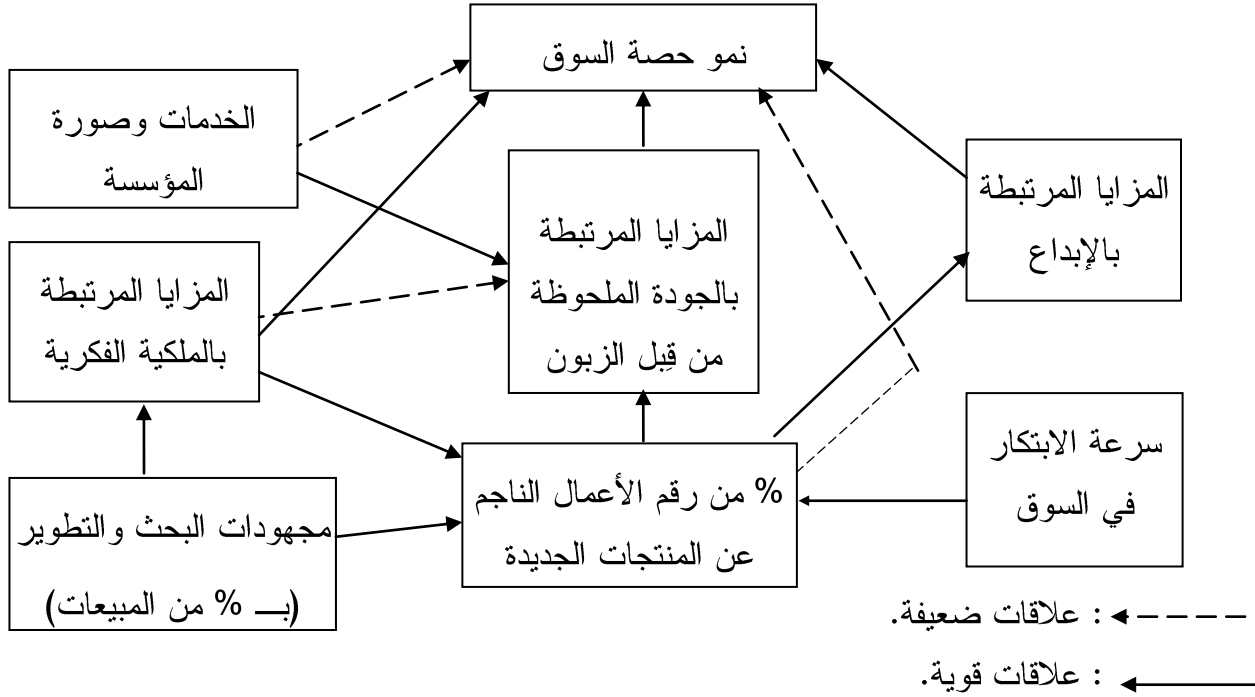 نمو حصة السوق
الخدمات وصورة
المؤسسة
المزايا المرتبطة
بالإبداع
المزايا المرتبطة
بالجودة الملحوظة
من قِبل الزبون
المزايا المرتبطة
بالملكية الفكرية
سرعة الابتكار
في السوق
% من رقم الأعمال الناجم
عن المنتجات الجديدة
مجهودات البحث والتطوير
(بـــ % من المبيعات)
: علاقات ضعيفة.
: علاقات قوية.